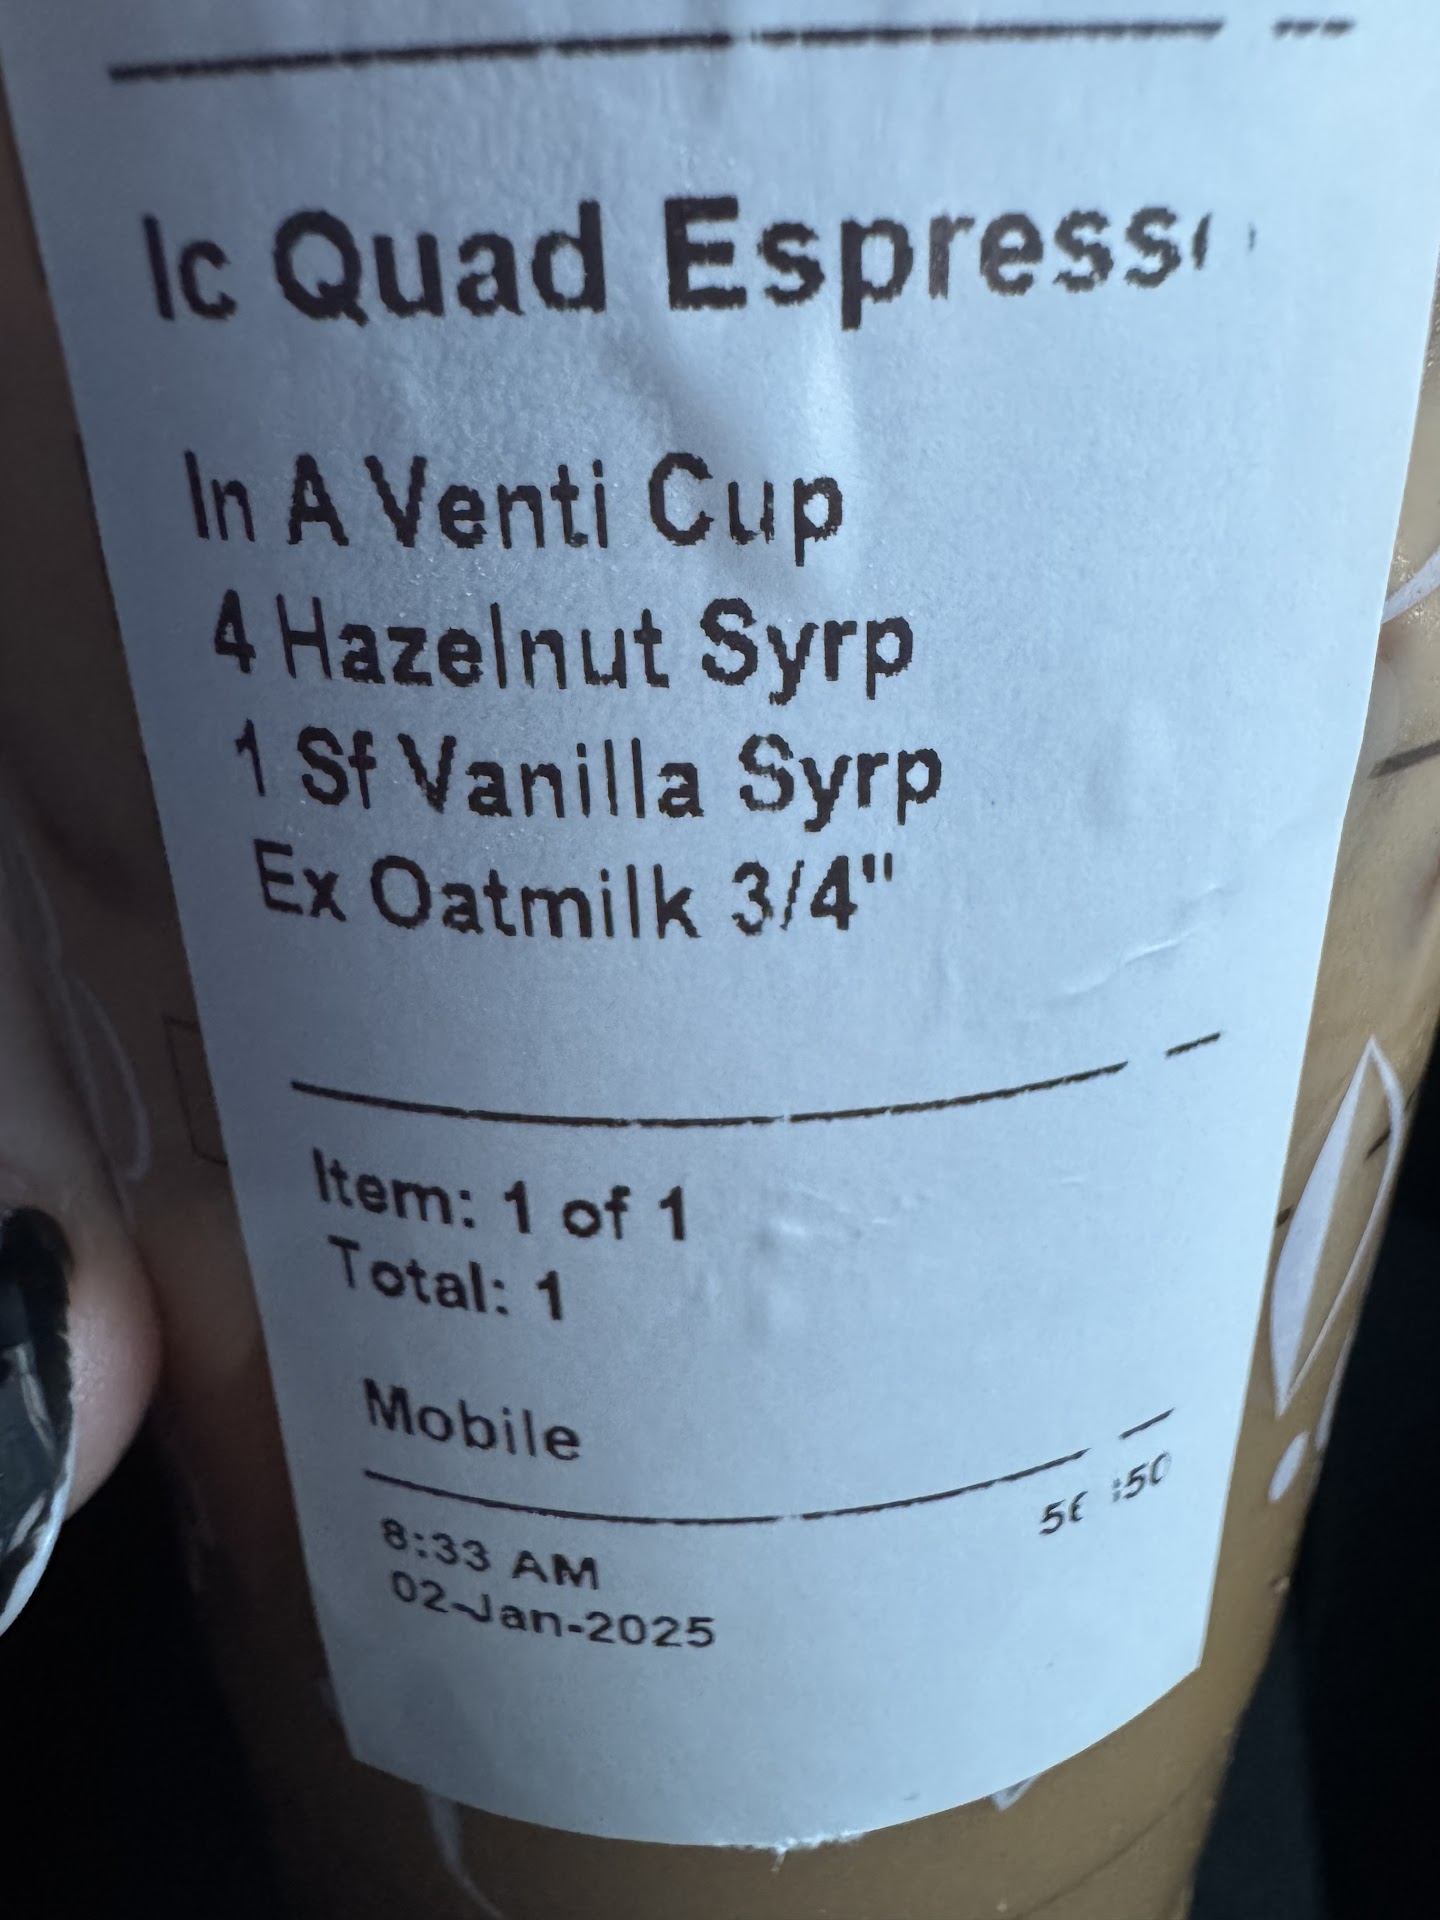 Ic Quad
In A Venti Cup
4 Hazelnut Syrp
1 Sf Vanilla Syrp
Ex Oatmilk 3/4"
Item: 1 of 1
Total: 1
Mobile
8:33 AM
02-Jan-2025